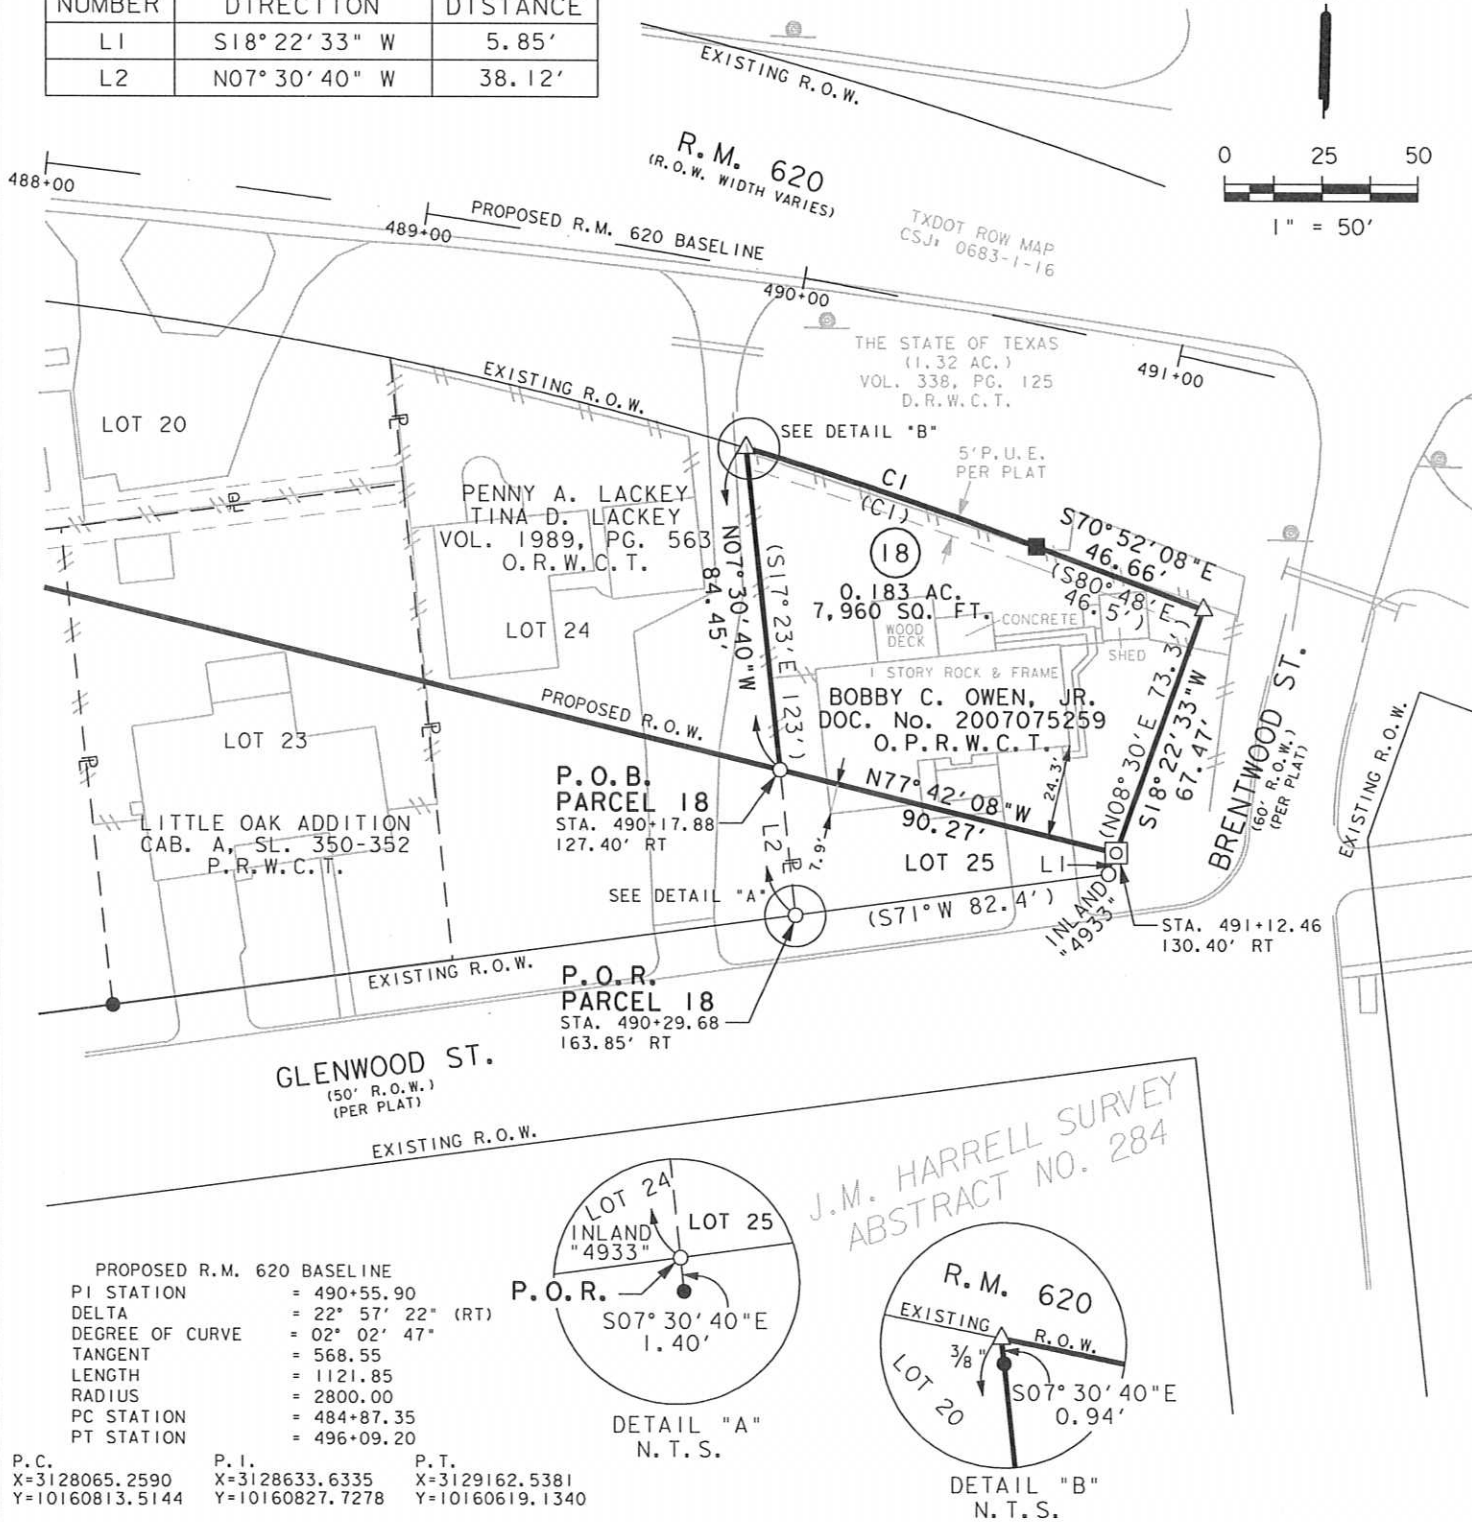 NUMBER DIRECTION DISTANCE
L1 S18°22'33" W 5.85'
L2 N07°30'40" W 38.12'
EXISTING R.O.W.
R.M. 620
(R.O.W. WIDTH VARIES)
0 25 50
1" = 50'
488+00
489+00
PROPOSED R.M. 620 BASELINE
490+00
491+00
TXDOT ROW MAP
CSJ: 0683-1-16
THE STATE OF TEXAS
(1.32 AC.)
VOL. 338, PG. 125
D.R.W.C.T.
EXISTING R.O.W.
SEE DETAIL "B"
5' P.U.E.
PER PLAT
LOT 20
PL
PL
PENNY A. LACKEY
TINA D. LACKEY
VOL. 1989, PG. 563
O.R.W.C.T.
LOT 24
C1
(C1)
18
0.183 AC.
7,960 SQ. FT.
S70°52'08"E
46.66'
(S80°48'E
46.5')
N07°30'40"W
84.45'
(S17°23'E 123')
WOOD
DECK
CONCRETE
SHED
1 STORY ROCK & FRAME
BOBBY C. OWEN, JR.
DOC. No. 2007075259
O.P.R.W.C.T.
(N08°30'E 73.3')
S18°22'33"W
67.47'
BRENTWOOD ST.
(60' R.O.W.)
(PER PLAT)
EXISTING R.O.W.
PROPOSED R.O.W.
LOT 23
PL
PL
P.O.B.
PARCEL 18
STA. 490+17.88
127.40' RT
N77°42'08"W
90.27'
24.3'
7.9'
L2
PL
LOT 25
L1
LITTLE OAK ADDITION
CAB. A, SL. 350-352
P.R.W.C.T.
SEE DETAIL "A"
(S71°W 82.4')
INLAND
"4933"
STA. 491+12.46
130.40' RT
EXISTING R.O.W.
P.O.R.
PARCEL 18
STA. 490+29.68
163.85' RT
GLENWOOD ST.
(50' R.O.W.)
(PER PLAT)
EXISTING R.O.W.
J.M. HARRELL SURVEY
ABSTRACT NO. 284
LOT 24
LOT 25
INLAND
"4933"
P.O.R.
S07°30'40"E
1.40'
DETAIL "A"
N.T.S.
R.M. 620
EXISTING R.O.W.
3/8"
LOT 20
S07°30'40"E
0.94'
DETAIL "B"
N.T.S.
PROPOSED R.M. 620 BASELINE
PI STATION = 490+55.90
DELTA = 22° 57' 22" (RT)
DEGREE OF CURVE = 02° 02' 47"
TANGENT = 568.55
LENGTH = 1121.85
RADIUS = 2800.00
PC STATION = 484+87.35
PT STATION = 496+09.20
P.C. P.I. P.T.
X=3128065.2590 X=3128633.6335 X=3129162.5381
Y=10160813.5144 Y=10160827.7278 Y=10160619.1340